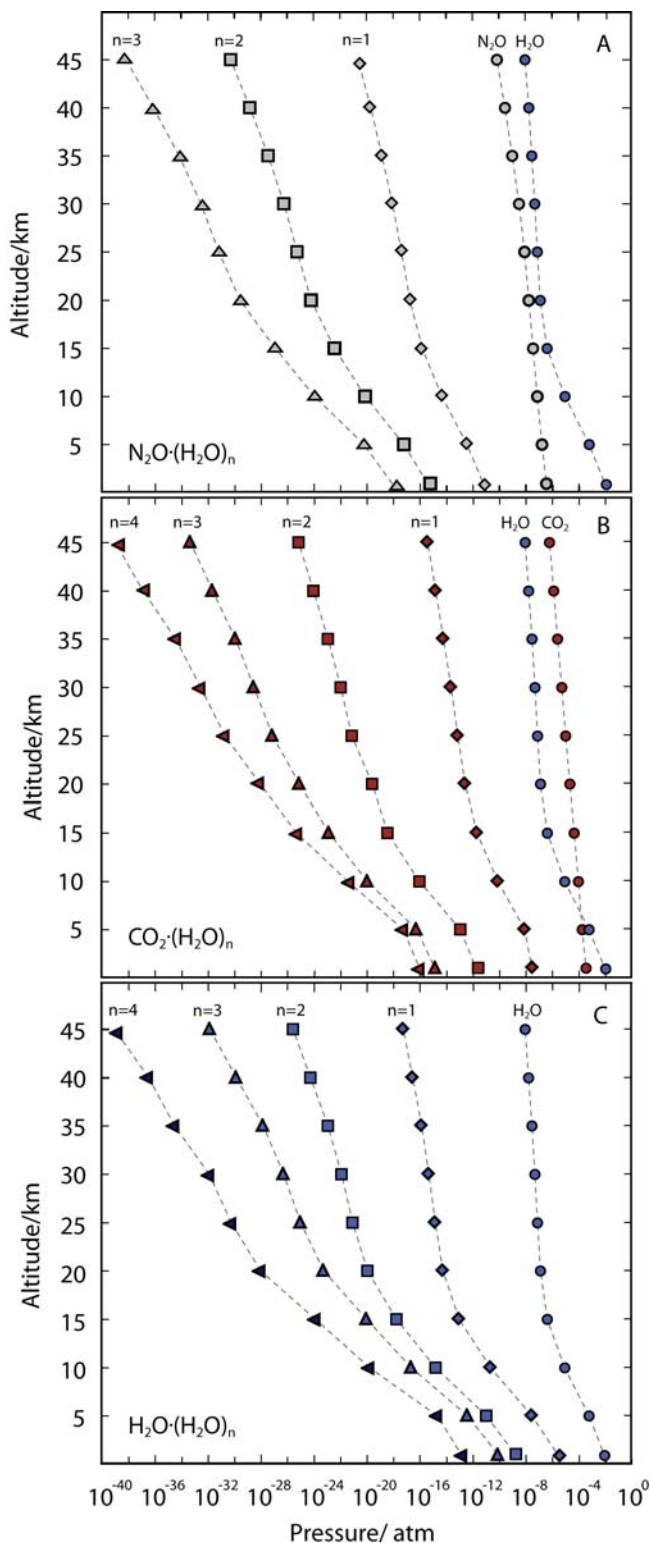 n=3 n=2 n=1 N₂O H₂O A
45
40
35
30
25
20
15
10
5
Altitude/km
N₂O·(H₂O)ₙ
n=4 n=3 n=2 n=1 H₂O CO₂ B
45
40
35
30
25
20
15
10
5
Altitude/km
CO₂·(H₂O)ₙ
n=4 n=3 n=2 n=1 H₂O C
45
40
35
30
25
20
15
10
5
Altitude/km
H₂O·(H₂O)ₙ
10⁻⁴⁰ 10⁻³⁶ 10⁻³² 10⁻²⁸ 10⁻²⁴ 10⁻²⁰ 10⁻¹⁶ 10⁻¹² 10⁻⁸ 10⁻⁴ 10⁰
Pressure/ atm